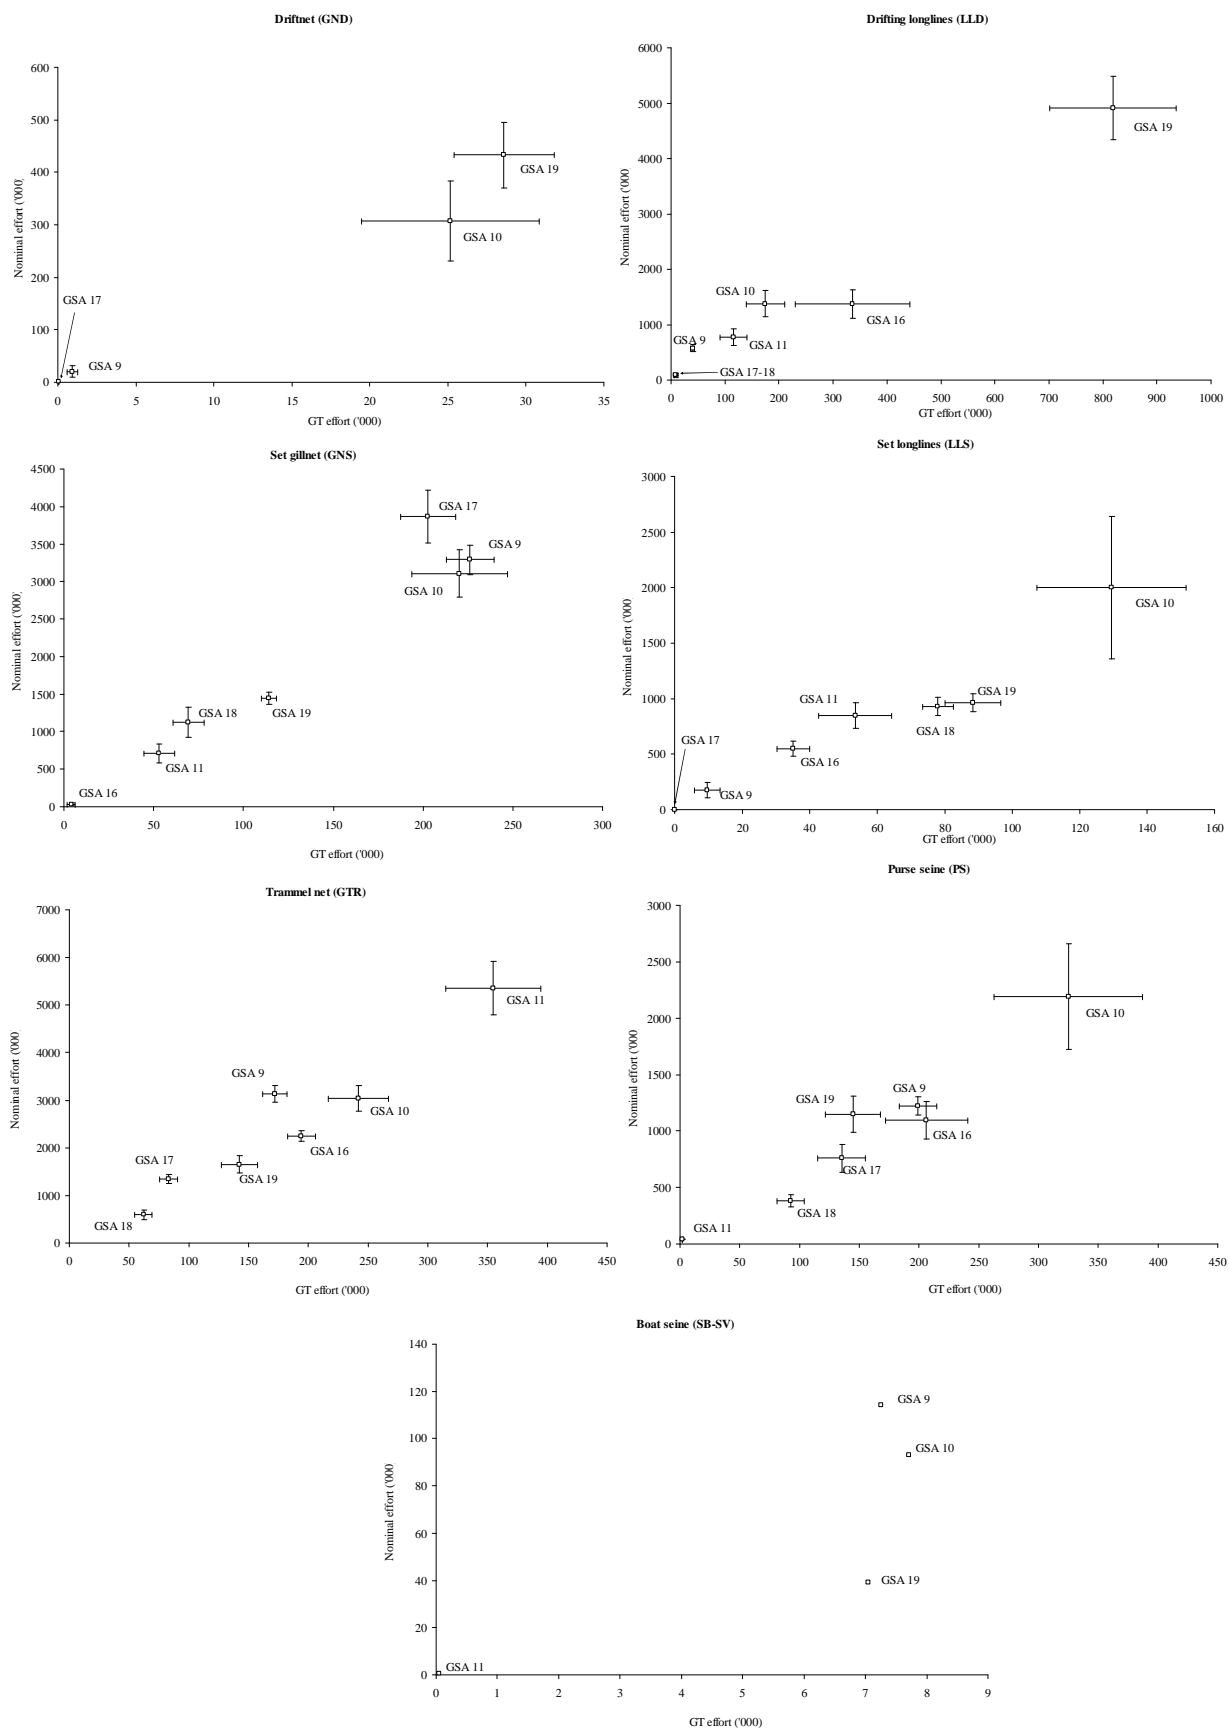 Driftnet (GND)
600
500
400
300
200
100
0
Nominal effort ('000)
GSA 19
GSA 10
GSA 17
GSA 9
0 5 10 15 20 25 30 35
GT effort ('000)
Drifting longlines (LLD)
6000
5000
4000
3000
2000
1000
0
Nominal effort ('000
GSA 19
GSA 10
GSA 16
GSA 9
GSA 11
GSA 17-18
0 100 200 300 400 500 600 700 800 900 1000
GT effort ('000)
Set gillnet (GNS)
4500
4000
3500
3000
2500
2000
1500
1000
500
0
Nominal effort ('000)
GSA 17
GSA 9
GSA 10
GSA 18
GSA 19
GSA 11
GSA 16
0 50 100 150 200 250 300
GT effort ('000)
Set longlines (LLS)
3000
2500
2000
1500
1000
500
0
Nominal effort ('000)
GSA 10
GSA 11
GSA 19
GSA 18
GSA 17
GSA 16
GSA 9
0 20 40 60 80 100 120 140 160
GT effort ('000)
Trammel net (GTR)
7000
6000
5000
4000
3000
2000
1000
0
Nominal effort ('000
GSA 11
GSA 9
GSA 10
GSA 16
GSA 17
GSA 19
GSA 18
0 50 100 150 200 250 300 350 400 450
GT effort ('000)
Purse seine (PS)
3000
2500
2000
1500
1000
500
0
Nominal effort ('000
GSA 10
GSA 9
GSA 19
GSA 16
GSA 17
GSA 18
GSA 11
0 50 100 150 200 250 300 350 400 450
GT effort ('000)
Boat seine (SB-SV)
140
120
100
80
60
40
20
0
Nominal effort ('000)
GSA 9
GSA 10
GSA 19
GSA 11
0 1 2 3 4 5 6 7 8 9
GT effort ('000)